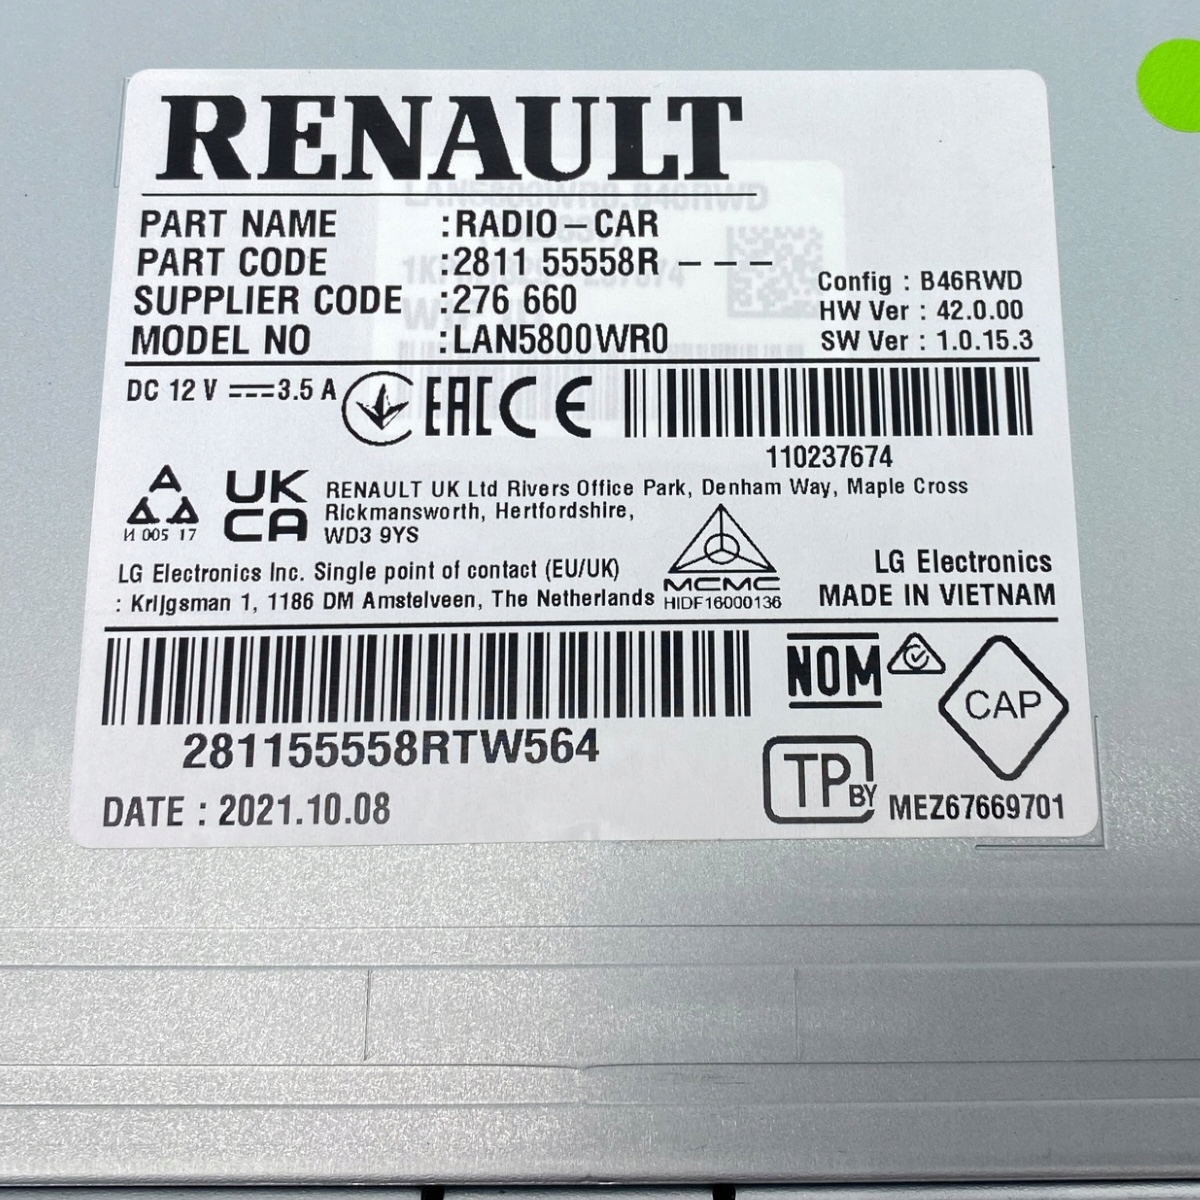 RENAULT
PART NAME :RADIO-CAR
PART CODE :2811 55558R ---
SUPPLIER CODE :276 660
MODEL NO :LAN5800WR0
Config : B46RWD
HW Ver : 42.0.00
SW Ver : 1.0.15.3
DC 12 V ⎓ 3.5 A
EAC CE
110237674
И 005 17
UK
CA
RENAULT UK Ltd Rivers Office Park, Denham Way, Maple Cross
Rickmansworth, Hertfordshire,
WD3 9YS
LG Electronics Inc. Single point of contact (EU/UK)
: Krijgsman 1, 1186 DM Amstelveen, The Netherlands
MCMC
HIDF16000136
LG Electronics
MADE IN VIETNAM
281155558RTW564
DATE : 2021.10.08
NOM
CAP
TP BY
MEZ67669701